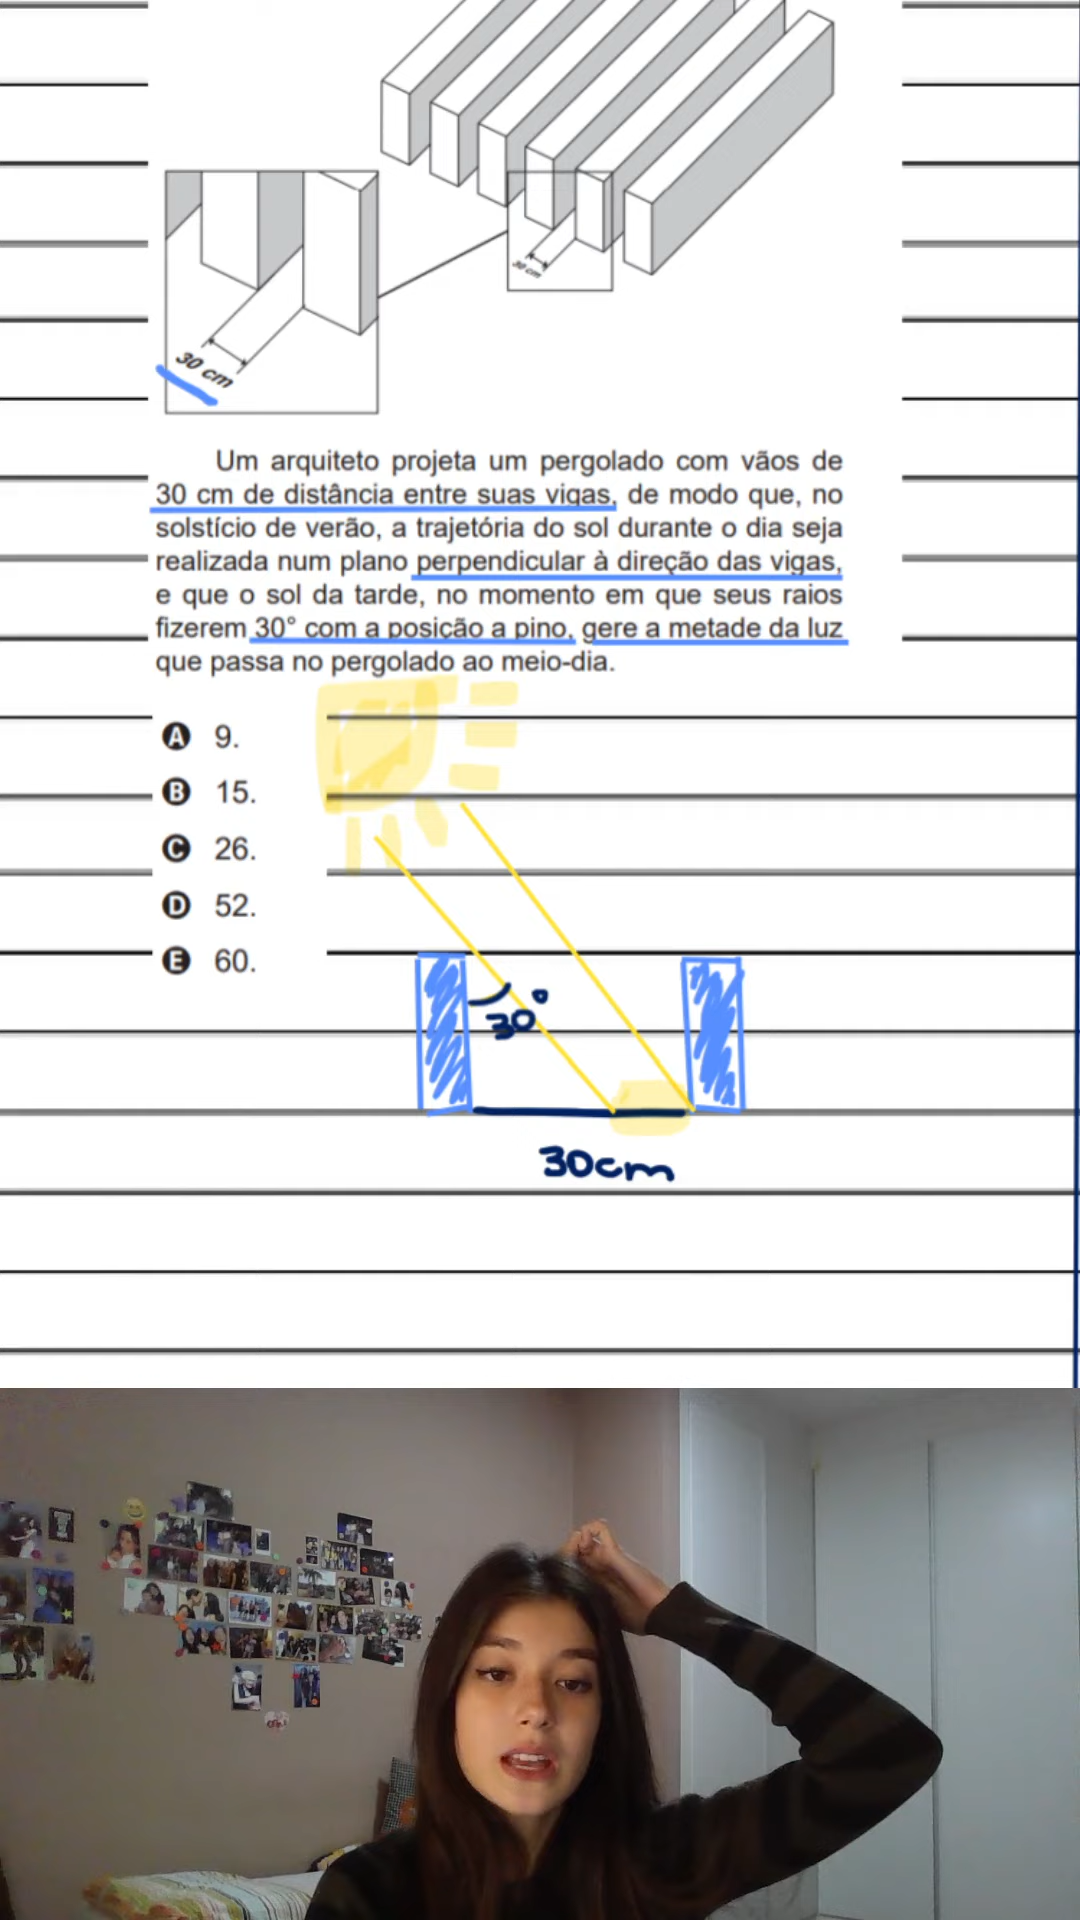 30 cm
30 cm
Um arquiteto projeta um pergolado com vãos de
30 cm de distância entre suas vigas, de modo que, no
solstício de verão, a trajetória do sol durante o dia seja
realizada num plano perpendicular à direção das vigas,
e que o sol da tarde, no momento em que seus raios
fizerem 30° com a posição a pino, gere a metade da luz
que passa no pergolado ao meio-dia.
A 9.
B 15.
C 26.
D 52.
E 60.
30°
30cm